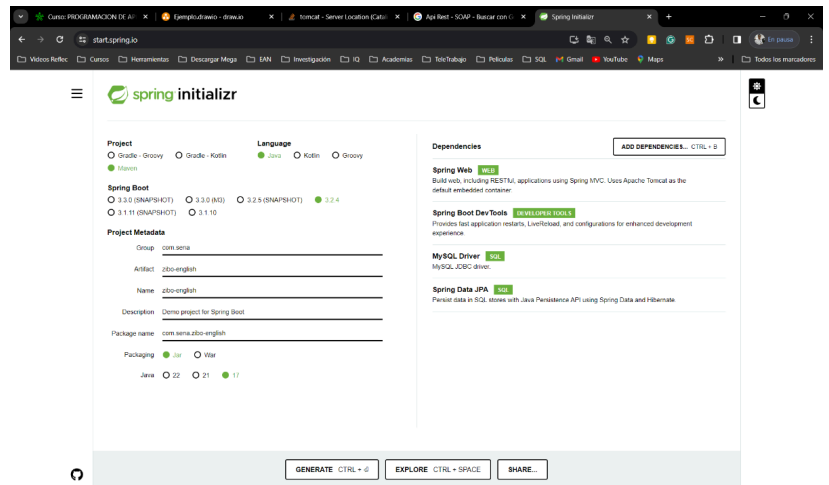 Curso: PROGRAMACION DE AP
Ejemplo.drawio - draw.io
tomcat - Server Location (Catal
Api Rest - SOAP - Buscar con G
Spring Initializr
start.spring.io
En pausa
Videos Reflec
Cursos
Herramientas
Descargar Mega
EAN
Investigación
IQ
Academias
TeleTrabajo
Peliculas
SQL
Gmail
YouTube
Maps
»
Todos los marcadores
spring initializr
Project
Language
Gradle - Groovy
Gradle - Kotlin
Java
Kotlin
Groovy
Maven
Spring Boot
3.3.0 (SNAPSHOT)
3.3.0 (M3)
3.2.5 (SNAPSHOT)
3.2.4
3.1.11 (SNAPSHOT)
3.1.10
Project Metadata
Group com.sena
Artifact zibo-english
Name zibo-english
Description Demo project for Spring Boot
Package name com.sena.zibo-english
Packaging Jar War
Java 22 21 17
Dependencies
ADD DEPENDENCIES... CTRL + B
Spring Web WEB
Build web, including RESTful, applications using Spring MVC. Uses Apache Tomcat as the
default embedded container.
Spring Boot DevTools DEVELOPER TOOLS
Provides fast application restarts, LiveReload, and configurations for enhanced development
experience.
MySQL Driver SQL
MySQL JDBC driver.
Spring Data JPA SQL
Persist data in SQL stores with Java Persistence API using Spring Data and Hibernate.
GENERATE CTRL + ⏎
EXPLORE CTRL + SPACE
SHARE...